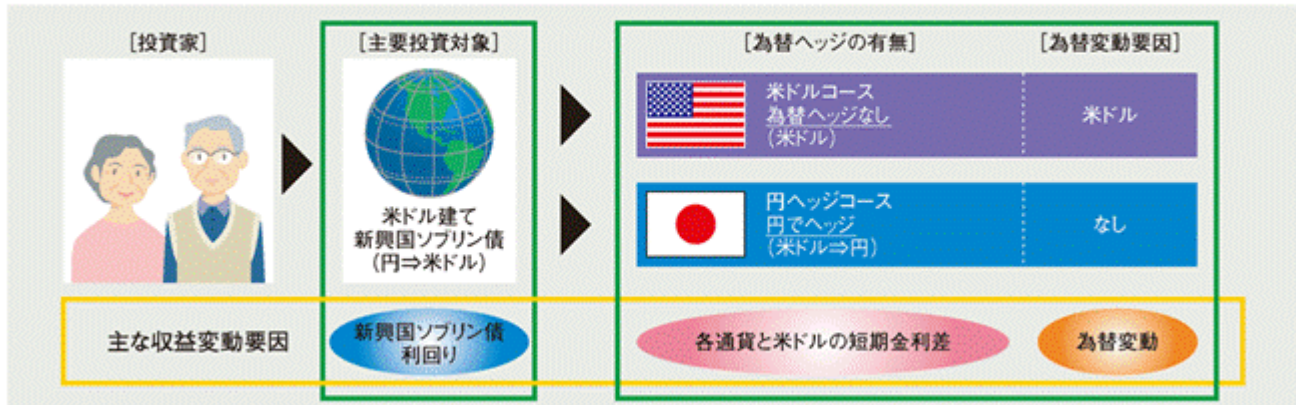 [投資家]
[主要投資対象]
[為替ヘッジの有無]
[為替変動要因]
米ドル建て
新興国ソブリン債
(円⇒米ドル)
米ドルコース
為替ヘッジなし
(米ドル)
米ドル
円ヘッジコース
円でヘッジ
(米ドル⇒円)
なし
主な収益変動要因
新興国ソブリン債
利回り
各通貨と米ドルの短期金利差
為替変動